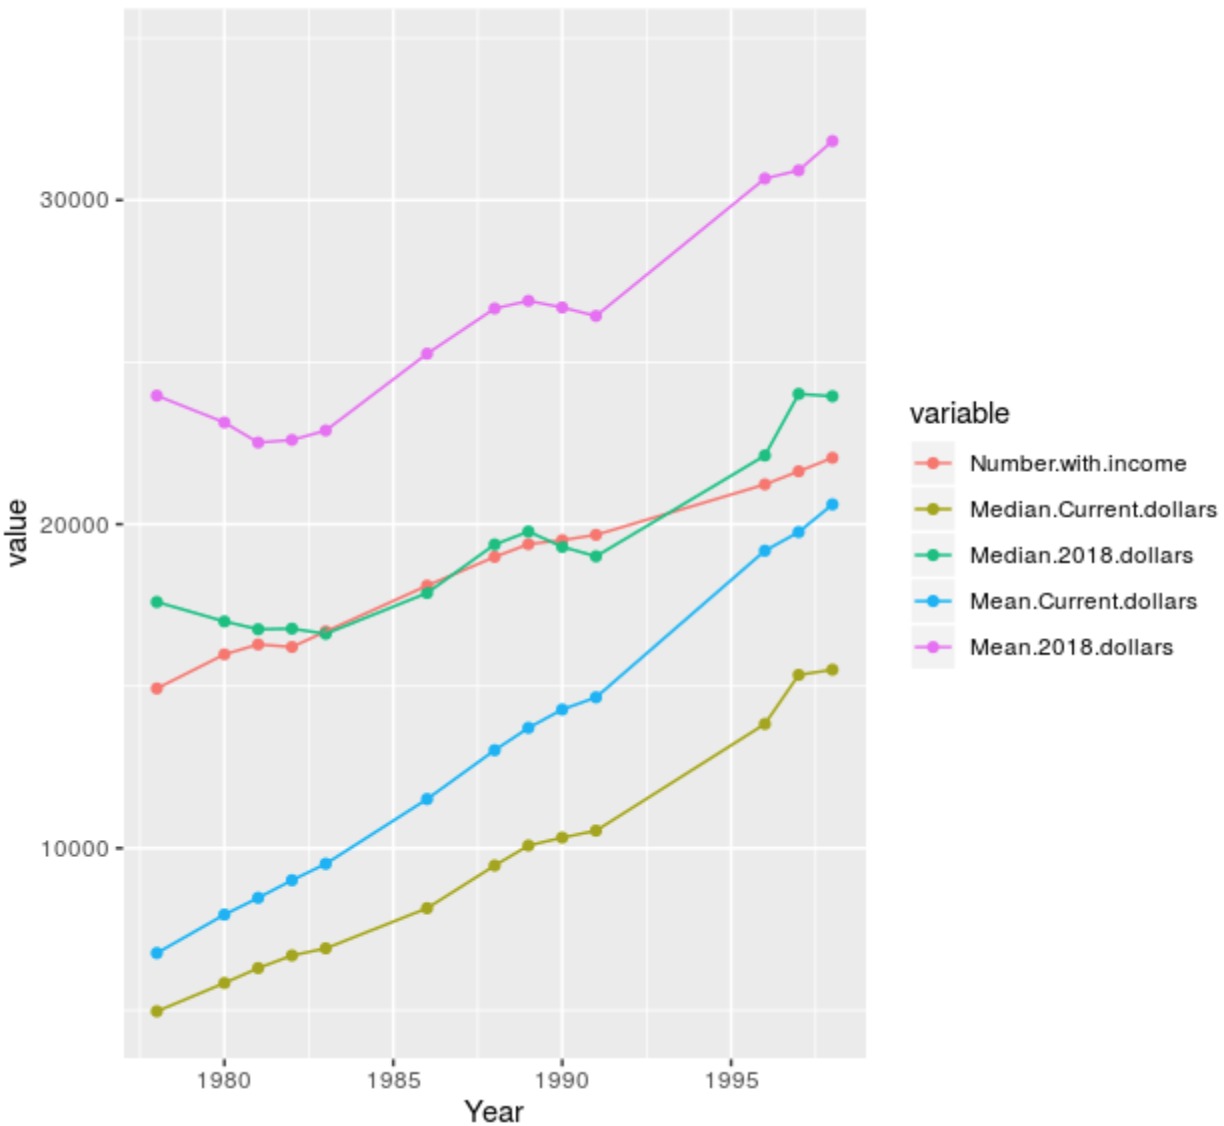 30000
20000
10000
value
1980
1985
1990
1995
Year
variable
Number.with.income
Median.Current.dollars
Median.2018.dollars
Mean.Current.dollars
Mean.2018.dollars